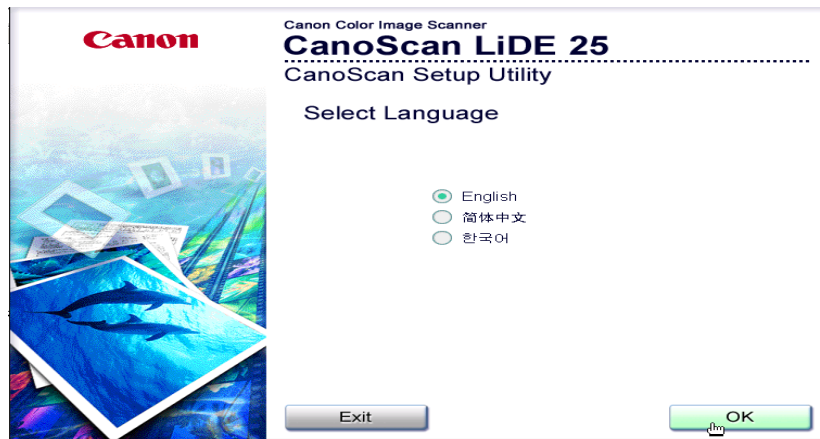 Canon
Canon Color Image Scanner
CanoScan LiDE 25
CanoScan Setup Utility
Select Language
English
简体中文
한국어
Exit
OK